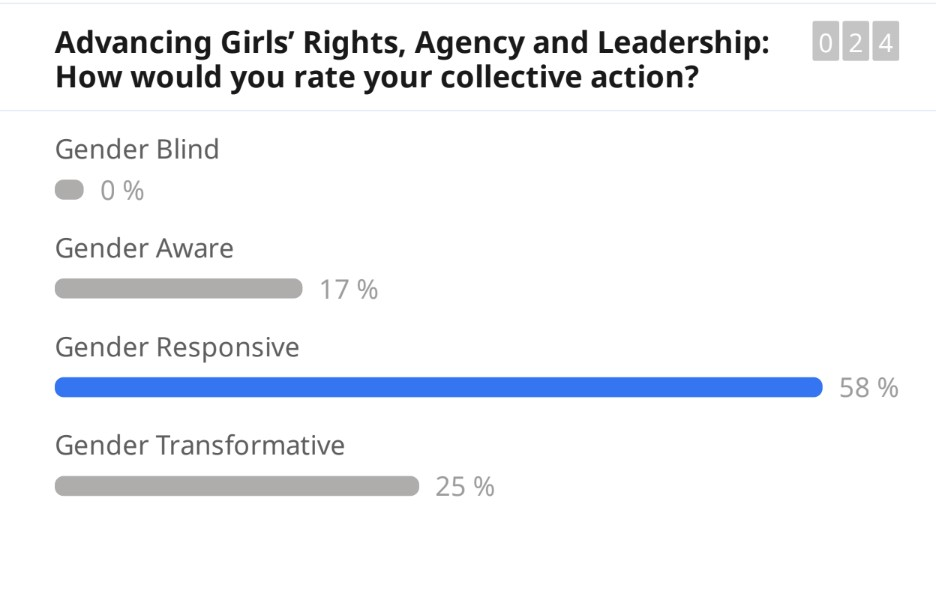 Advancing Girls’ Rights, Agency and Leadership:
How would you rate your collective action?
0 2 4
Gender Blind
0 %
Gender Aware
17 %
Gender Responsive
58 %
Gender Transformative
25 %